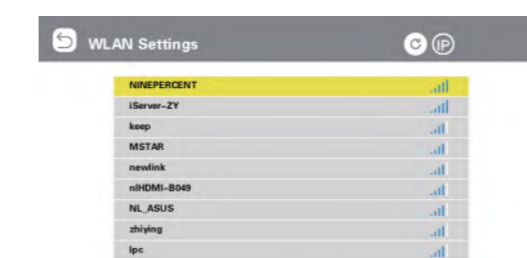 WLAN Settings
IP
NINEPERCENT
iServer-ZY
keep
MSTAR
newlink
nlHDMI-B049
NL_ASUS
zhiying
lpc